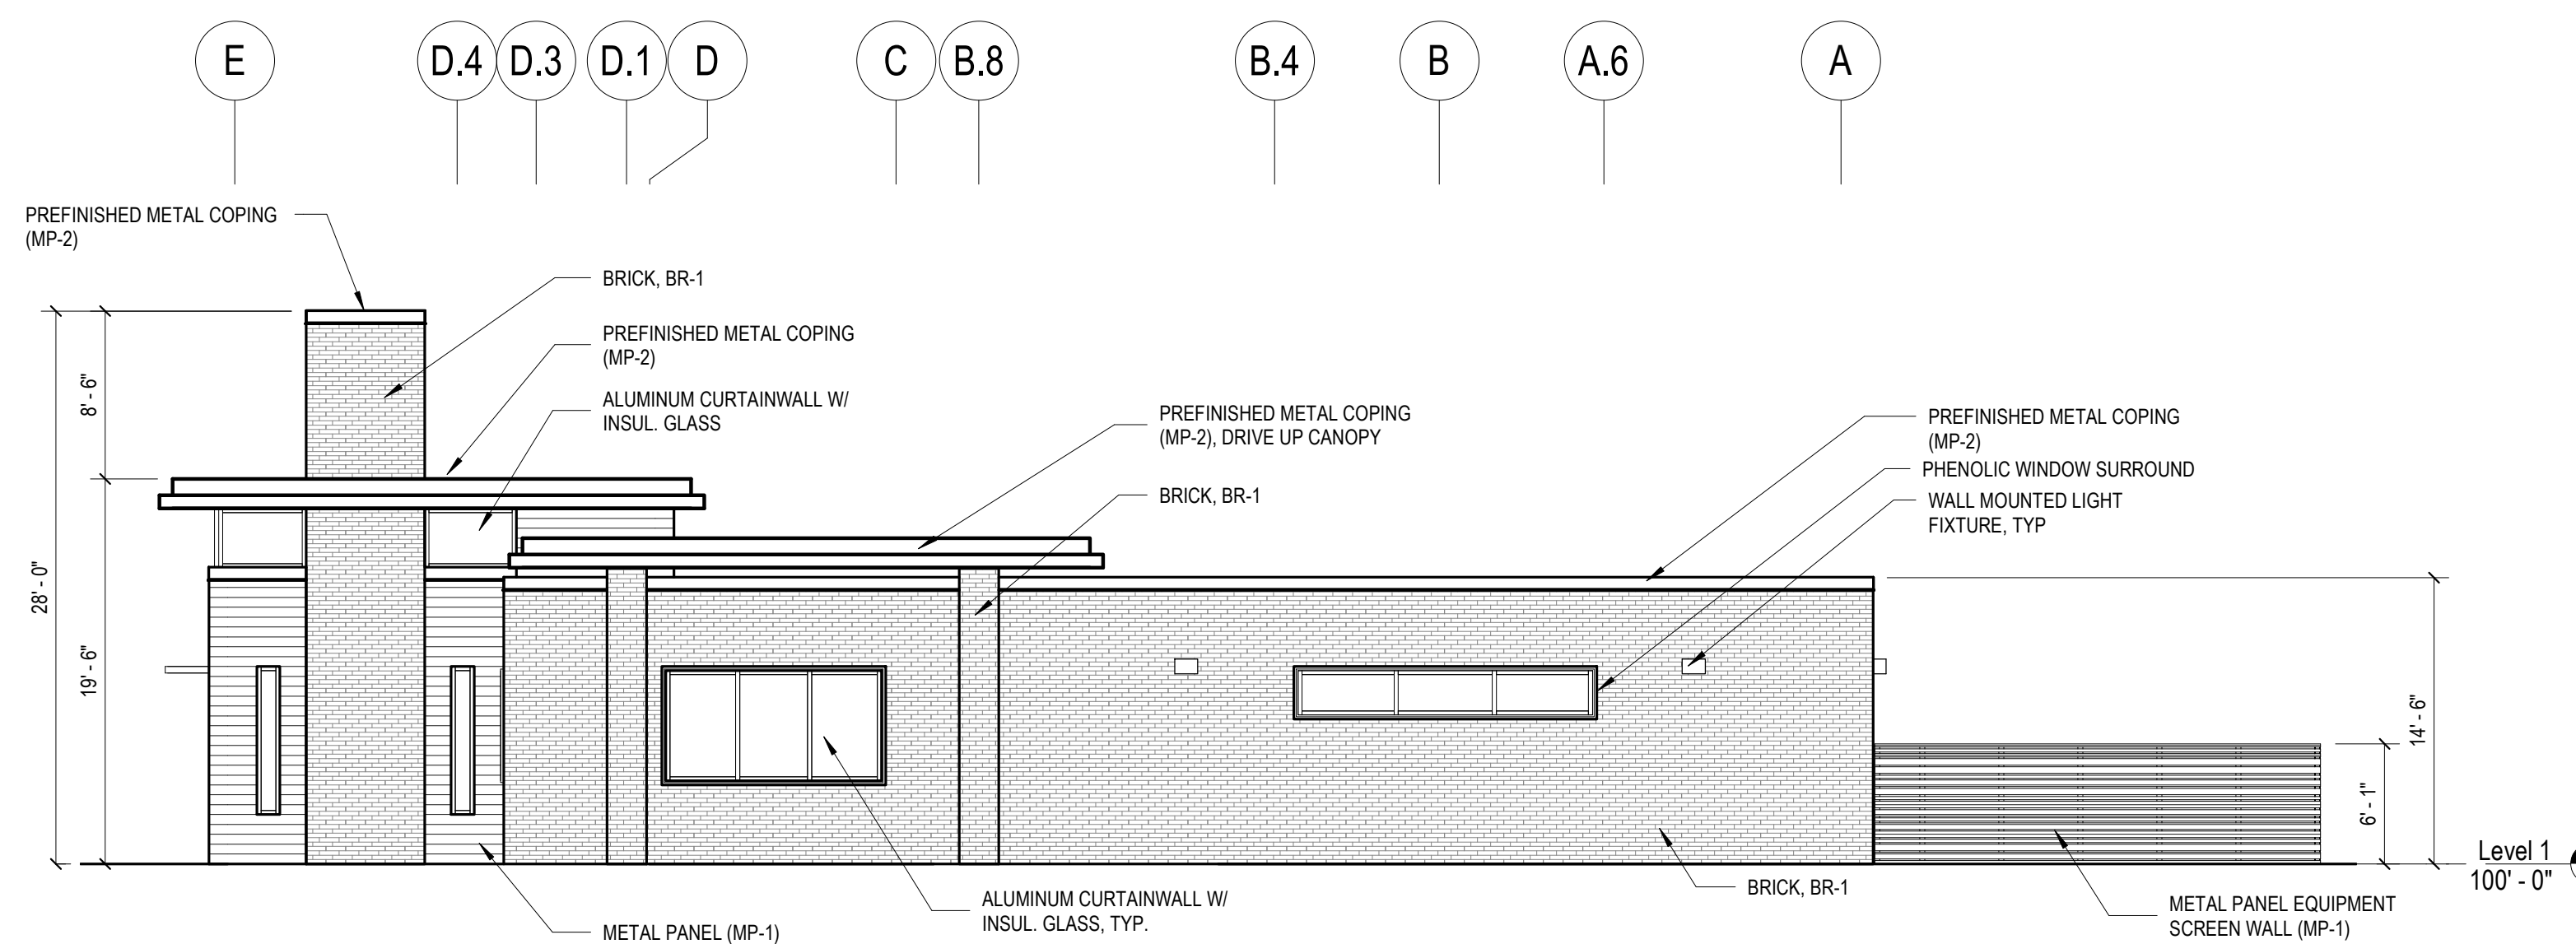 E
D.4
D.3
D.1
D
C
B.8
B.4
B
A.6
A
PREFINISHED METAL COPING
(MP-2)
BRICK, BR-1
PREFINISHED METAL COPING
(MP-2)
ALUMINUM CURTAINWALL W/
INSUL. GLASS
PREFINISHED METAL COPING
(MP-2), DRIVE UP CANOPY
BRICK, BR-1
PREFINISHED METAL COPING
(MP-2)
PHENOLIC WINDOW SURROUND
WALL MOUNTED LIGHT
FIXTURE, TYP
8' - 6"
28' - 0"
19' - 6"
14' - 6"
6' - 1"
Level 1
100' - 0"
BRICK, BR-1
ALUMINUM CURTAINWALL W/
INSUL. GLASS, TYP.
METAL PANEL (MP-1)
METAL PANEL EQUIPMENT
SCREEN WALL (MP-1)